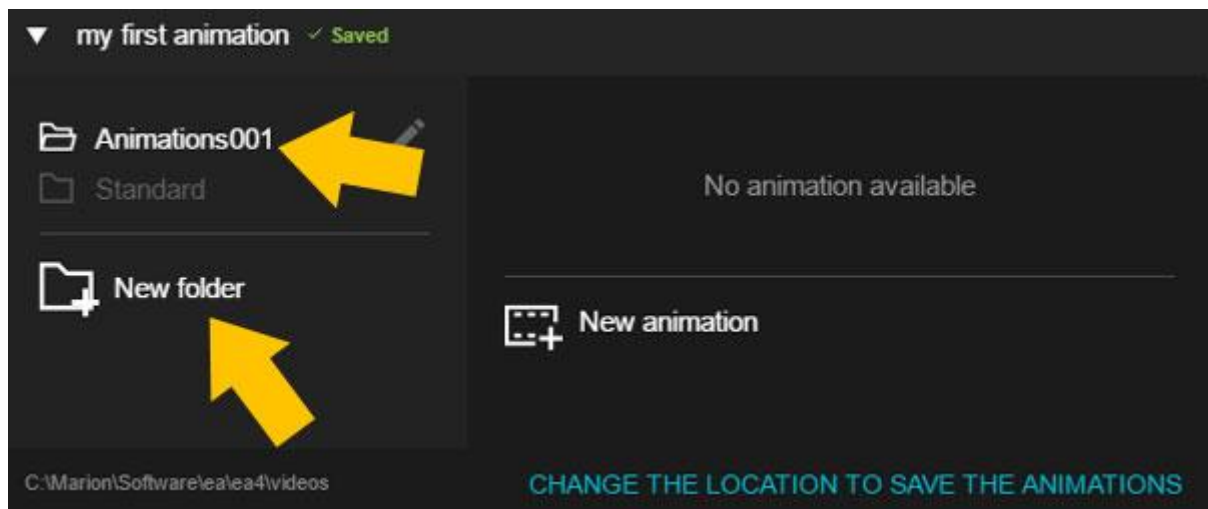 my first animation ✓ Saved
Animations001
Standard
New folder
No animation available
New animation
C:\Marion\Software\ea\ea4\videos
CHANGE THE LOCATION TO SAVE THE ANIMATIONS